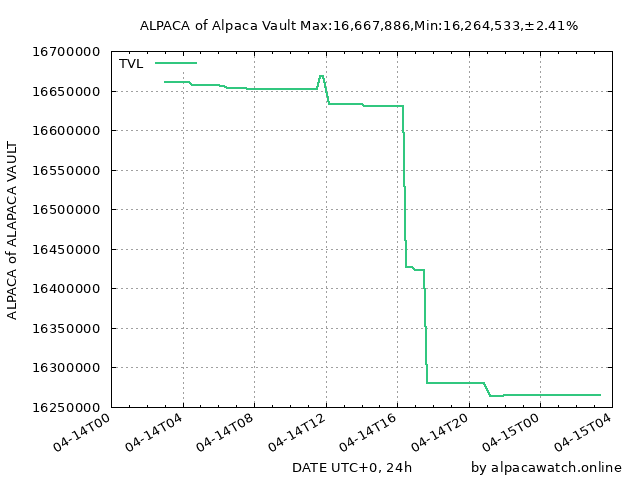 ALPACA of Alpaca Vault Max:16,667,886,Min:16,264,533,±2.41%
TVL
16700000
16650000
16600000
16550000
16500000
16450000
16400000
16350000
16300000
16250000
ALPACA of ALAPACA VAULT
04-14T00
04-14T04
04-14T08
04-14T12
04-14T16
04-14T20
04-15T00
04-15T04
DATE UTC+0, 24h
by alpacawatch.online